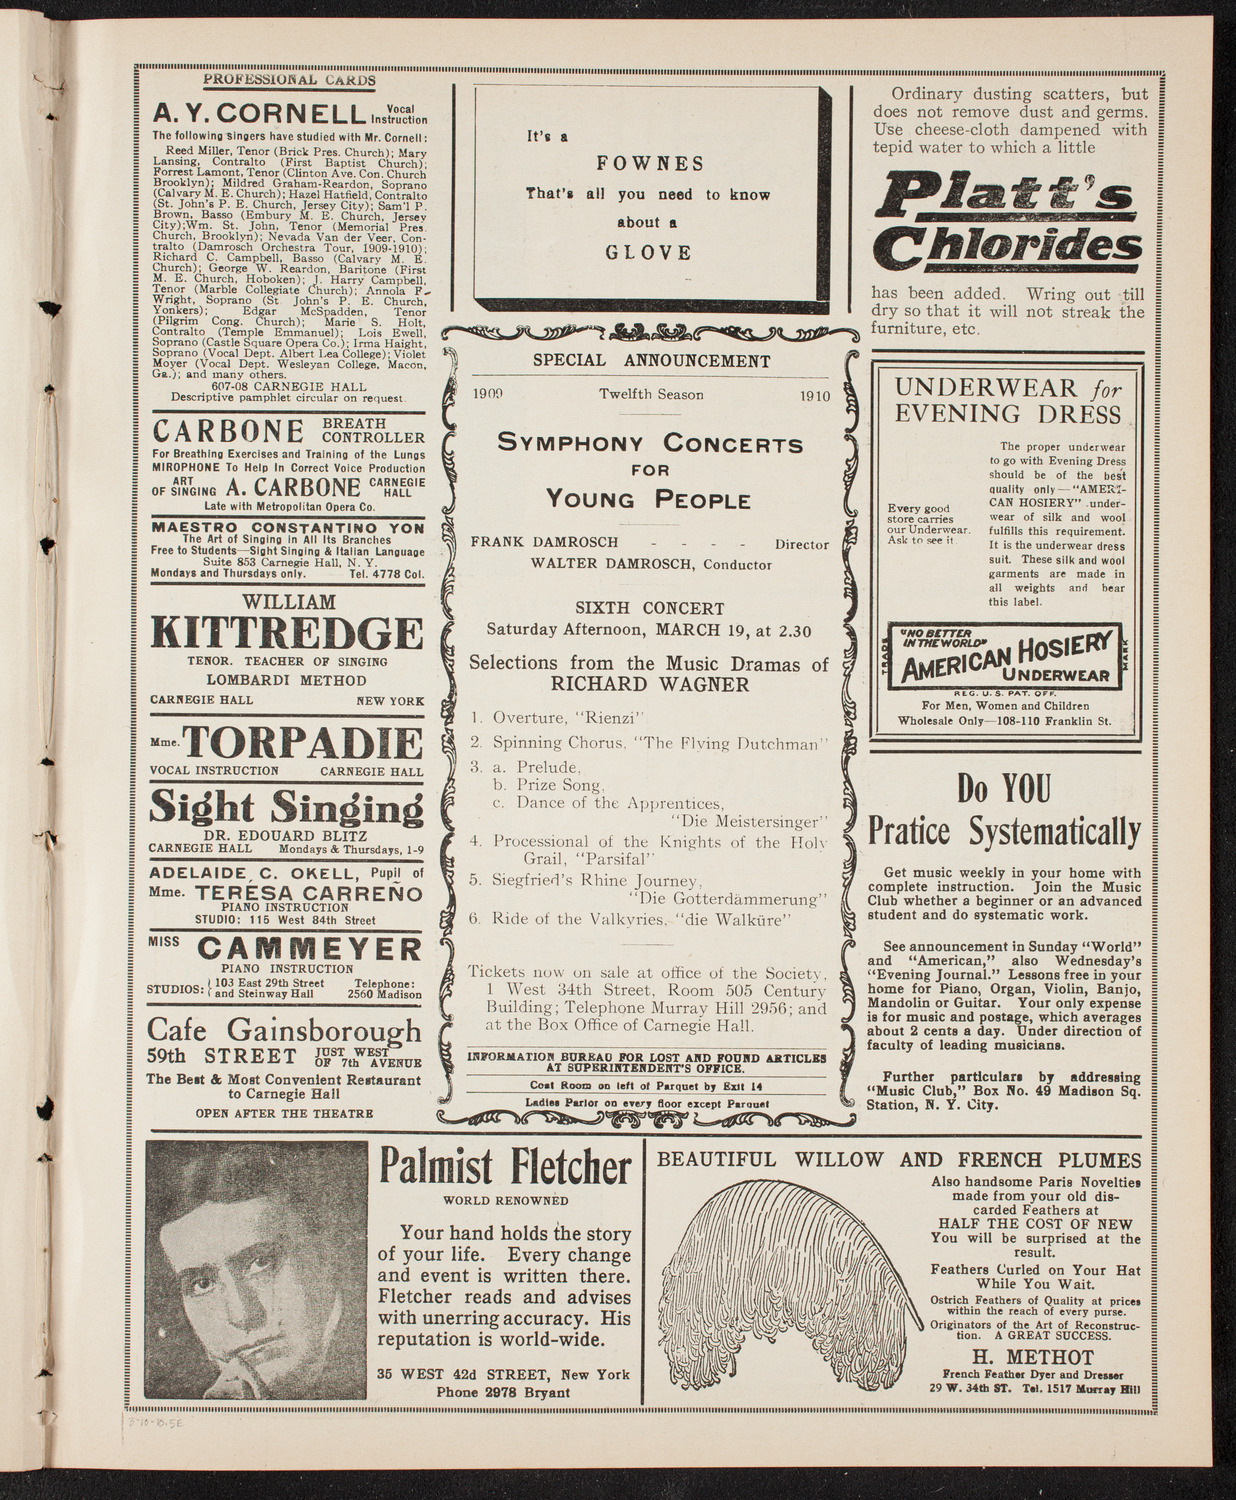 PROFESSIONAL CARDS
A. Y. CORNELL Vocal Instruction
The following singers have studied with Mr. Cornell:
Reed Miller, Tenor (Brick Pres. Church); Mary
Lansing, Contralto (First Baptist Church);
Forrest Lamont, Tenor (Clinton Ave. Con. Church
Brooklyn); Mildred Graham-Reardon, Soprano
(Calvary M. E. Church); Hazel Hatfield, Contralto
(St. John's P. E. Church, Jersey City); Sam'l P.
Brown, Basso (Embury M. E. Church, Jersey
City);Wm. St. John, Tenor (Memorial Pres.
Church, Brooklyn); Nevada Van der Veer, Con-
tralto (Damrosch Orchestra Tour, 1909-1910);
Richard C. Campbell, Basso (Calvary M. E.
Church); George W. Reardon, Baritone (First
M. E. Church, Hoboken); J. Harry Campbell,
Tenor (Marble Collegiate Church); Annola F.
Wright, Soprano (St. John's P. E. Church,
Yonkers); Edgar McSpadden, Tenor
(Pilgrim Cong. Church); Marie S. Holt,
Contralto (Temple Emmanuel); Lois Ewell,
Soprano (Castle Square Opera Co.); Irma Haight,
Soprano (Vocal Dept. Albert Lea College); Violet
Moyer (Vocal Dept. Wesleyan College, Macon,
Ga.); and many others.
607-08 CARNEGIE HALL
Descriptive pamphlet circular on request.
CARBONE BREATH CONTROLLER
For Breathing Exercises and Training of the Lungs
MIROPHONE To Help In Correct Voice Production
ART OF SINGING A. CARBONE CARNEGIE HALL
Late with Metropolitan Opera Co.
MAESTRO CONSTANTINO YON
The Art of Singing in All Its Branches
Free to Students—Sight Singing & Italian Language
Suite 853 Carnegie Hall, N. Y.
Mondays and Thursdays only. Tel. 4778 Col.
WILLIAM
KITTREDGE
TENOR. TEACHER OF SINGING
LOMBARDI METHOD
CARNEGIE HALL NEW YORK
Mme. TORPADIE
VOCAL INSTRUCTION CARNEGIE HALL
Sight Singing
DR. EDOUARD BLITZ
CARNEGIE HALL Mondays & Thursdays, 1-9
ADELAIDE C. OKELL, Pupil of
Mme. TERESA CARREÑO
PIANO INSTRUCTION
STUDIO: 115 West 84th Street
MISS CAMMEYER
PIANO INSTRUCTION
STUDIOS: { 103 East 29th Street and Steinway Hall Telephone: 2560 Madison
Cafe Gainsborough
59th STREET JUST WEST OF 7th AVENUE
The Best & Most Convenient Restaurant
to Carnegie Hall
OPEN AFTER THE THEATRE
It's a
FOWNES
That's all you need to know
about a
GLOVE
SPECIAL ANNOUNCEMENT
1909 Twelfth Season 1910
SYMPHONY CONCERTS
FOR
YOUNG PEOPLE
FRANK DAMROSCH - - - - Director
WALTER DAMROSCH, Conductor
SIXTH CONCERT
Saturday Afternoon, MARCH 19, at 2.30
Selections from the Music Dramas of
RICHARD WAGNER
1. Overture, "Rienzi"
2. Spinning Chorus, "The Flying Dutchman"
3. a. Prelude,
b. Prize Song,
c. Dance of the Apprentices,
"Die Meistersinger"
4. Processional of the Knights of the Holy
Grail, "Parsifal"
5. Siegfried's Rhine Journey,
"Die Gotterdämmerung"
6. Ride of the Valkyries, "die Walküre"
Tickets now on sale at office of the Society,
1 West 34th Street, Room 505 Century
Building; Telephone Murray Hill 2956; and
at the Box Office of Carnegie Hall.
INFORMATION BUREAU FOR LOST AND FOUND ARTICLES
AT SUPERINTENDENT'S OFFICE.
Coat Room on left of Parquet by Exit 14
Ladies Parlor on every floor except Parquet
Ordinary dusting scatters, but
does not remove dust and germs.
Use cheese-cloth dampened with
tepid water to which a little
Platt's
Chlorides
has been added. Wring out till
dry so that it will not streak the
furniture, etc.
UNDERWEAR for
EVENING DRESS
Every good
store carries
our Underwear.
Ask to see it.
The proper underwear
to go with Evening Dress
should be of the best
quality only—"AMERI-
CAN HOSIERY" under-
wear of silk and wool
fulfills this requirement.
It is the underwear dress
suit. These silk and wool
garments are made in
all weights and bear
this label.
TRADE MARK
"NO BETTER
IN THE WORLD"
AMERICAN HOSIERY
UNDERWEAR
REG. U. S. PAT. OFF.
For Men, Women and Children
Wholesale Only—108-110 Franklin St.
Do YOU
Pratice Systematically
Get music weekly in your home with
complete instruction. Join the Music
Club whether a beginner or an advanced
student and do systematic work.
See announcement in Sunday "World"
and "American," also Wednesday's
"Evening Journal." Lessons free in your
home for Piano, Organ, Violin, Banjo,
Mandolin or Guitar. Your only expense
is for music and postage, which averages
about 2 cents a day. Under direction of
faculty of leading musicians.
Further particulars by addressing
"Music Club," Box No. 49 Madison Sq.
Station, N. Y. City.
Palmist Fletcher
WORLD RENOWNED
Your hand holds the story
of your life. Every change
and event is written there.
Fletcher reads and advises
with unerring accuracy. His
reputation is world-wide.
35 WEST 42d STREET, New York
Phone 2978 Bryant
BEAUTIFUL WILLOW AND FRENCH PLUMES
Also handsome Paris Novelties
made from your old dis-
carded Feathers at
HALF THE COST OF NEW
You will be surprised at the
result.
Feathers Curled on Your Hat
While You Wait.
Ostrich Feathers of Quality at prices
within the reach of every purse.
Originators of the Art of Reconstruc-
tion. A GREAT SUCCESS.
H. METHOT
French Feather Dyer and Dresser
29 W. 34th ST. Tel. 1517 Murray Hill
3-10-10.5E